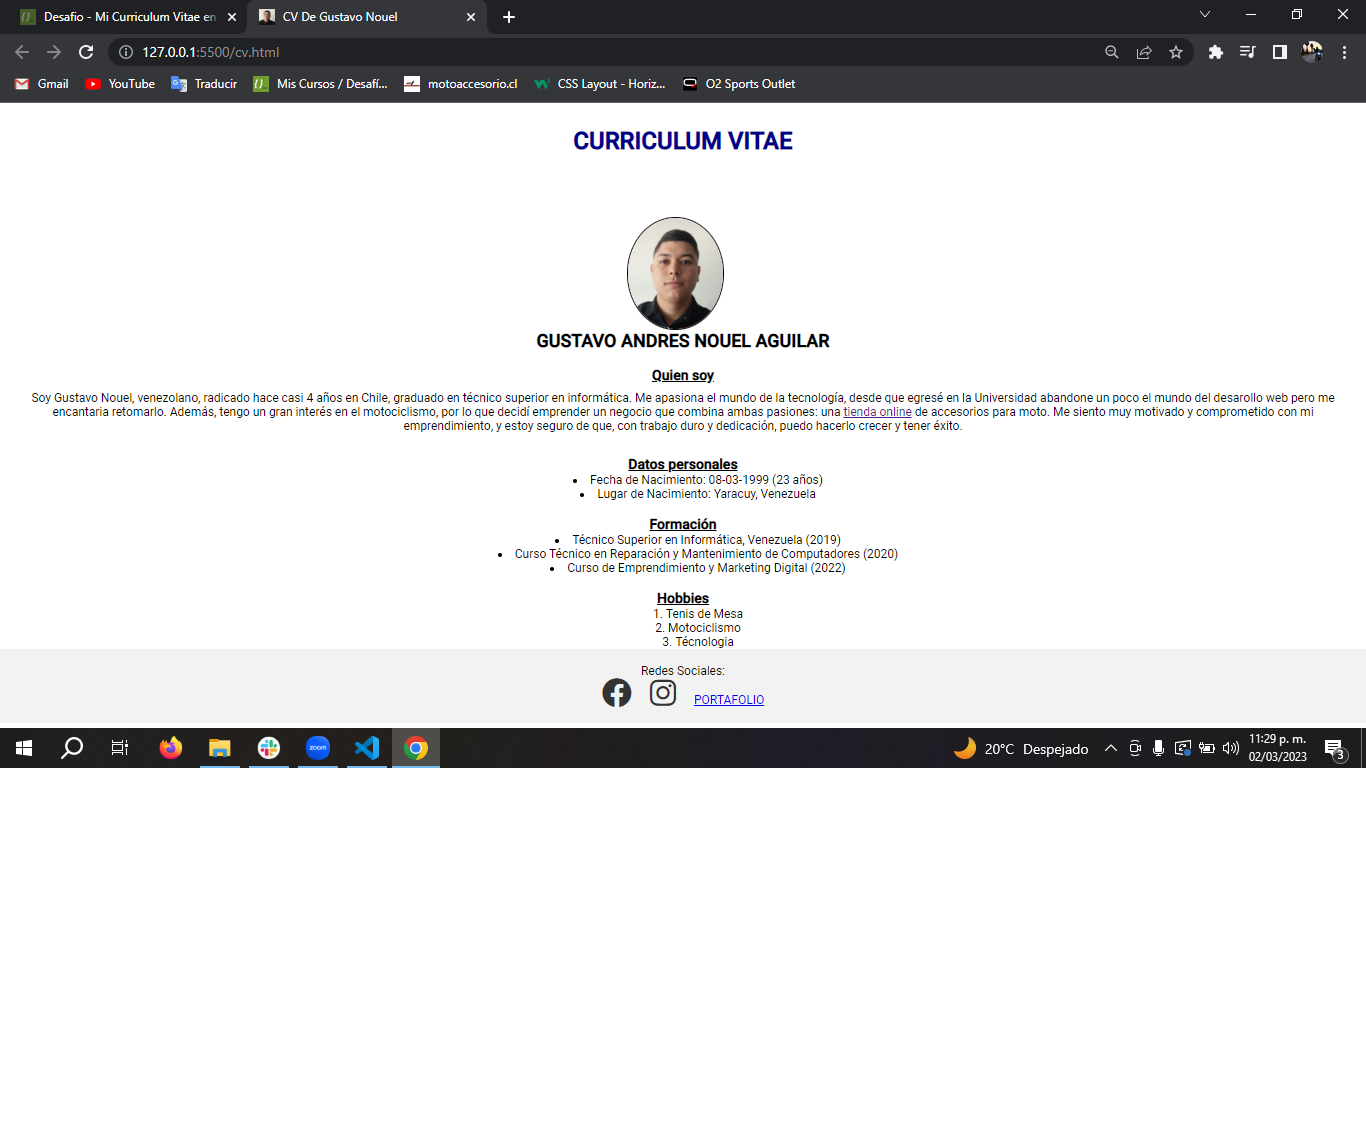 Desafio - Mi Curriculum Vitae en
CV De Gustavo Nouel
127.0.0.1:5500/cv.html
Gmail
YouTube
Traducir
Mis Cursos / Desafí...
motoaccesorio.cl
CSS Layout - Horiz...
O2 Sports Outlet
CURRICULUM VITAE
GUSTAVO ANDRES NOUEL AGUILAR
Quien soy
Soy Gustavo Nouel, venezolano, radicado hace casi 4 años en Chile, graduado en técnico superior en informática. Me apasiona el mundo de la tecnología, desde que egresé en la Universidad abandone un poco el mundo del desarollo web pero me
encantaria retomarlo. Además, tengo un gran interés en el motociclismo, por lo que decidí emprender un negocio que combina ambas pasiones: una tienda online de accesorios para moto. Me siento muy motivado y comprometido con mi
emprendimiento, y estoy seguro de que, con trabajo duro y dedicación, puedo hacerlo crecer y tener éxito.
Datos personales
• Fecha de Nacimiento: 08-03-1999 (23 años)
• Lugar de Nacimiento: Yaracuy, Venezuela
Formación
• Técnico Superior en Informática, Venezuela (2019)
• Curso Técnico en Reparación y Mantenimiento de Computadores (2020)
• Curso de Emprendimiento y Marketing Digital (2022)
Hobbies
1. Tenis de Mesa
2. Motociclismo
3. Técnologia
Redes Sociales:
PORTAFOLIO
zoom
20°C Despejado
11:29 p. m.
02/03/2023
3